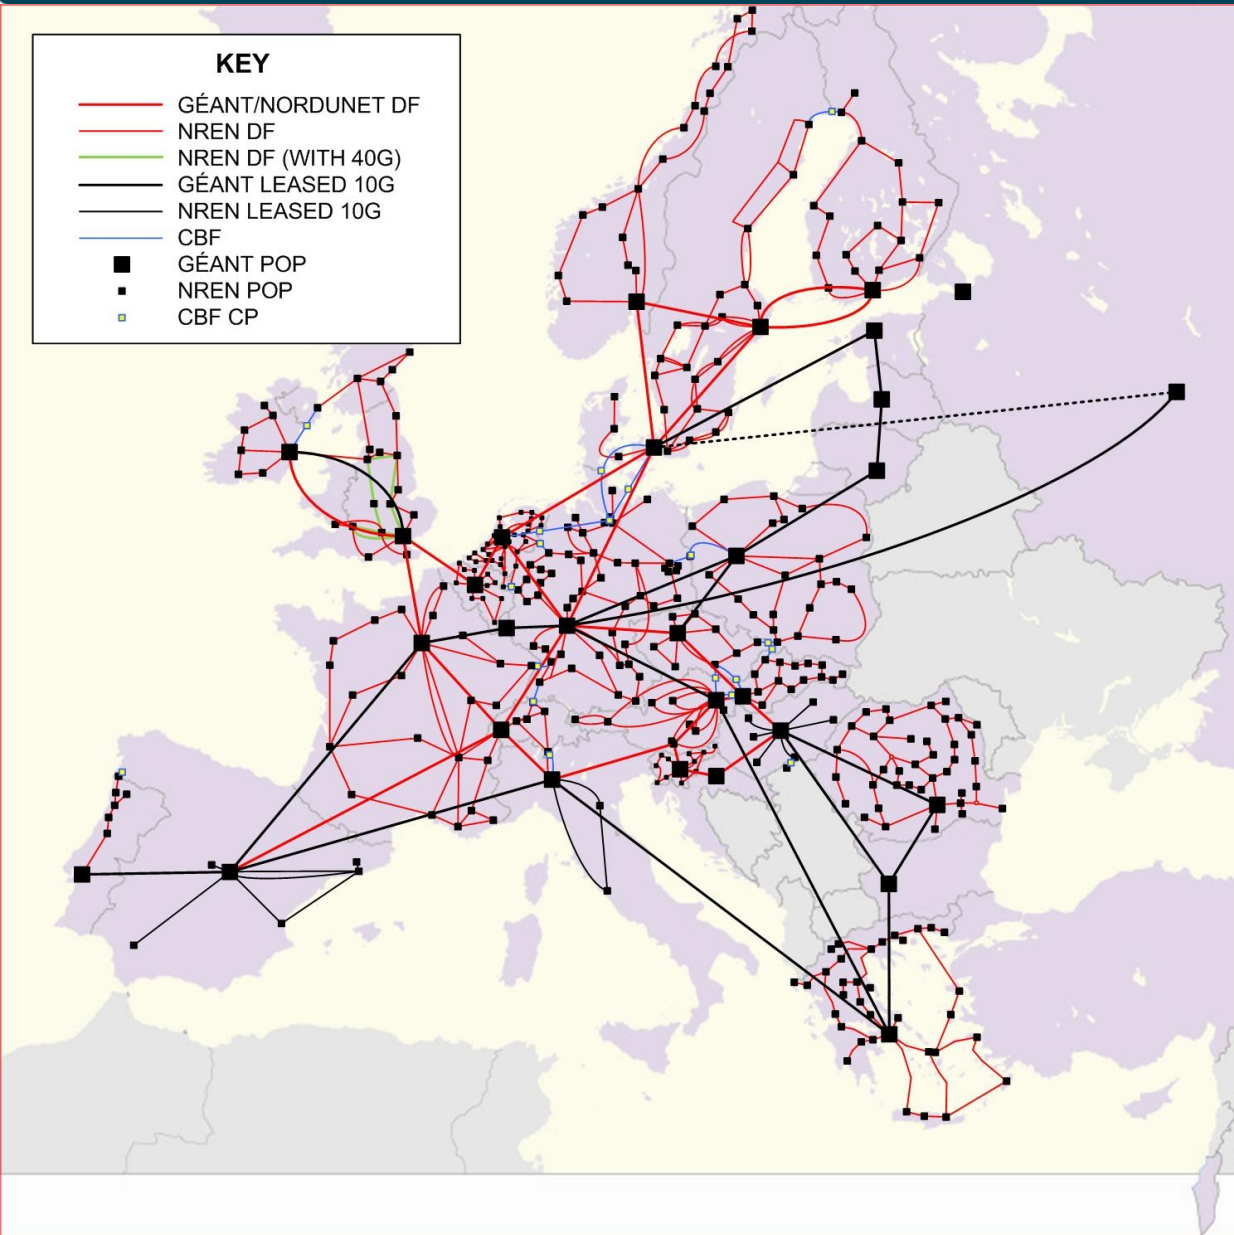 KEY
GÉANT/NORDUNET DF
NREN DF
NREN DF (WITH 40G)
GÉANT LEASED 10G
NREN LEASED 10G
CBF
GÉANT POP
NREN POP
CBF CP